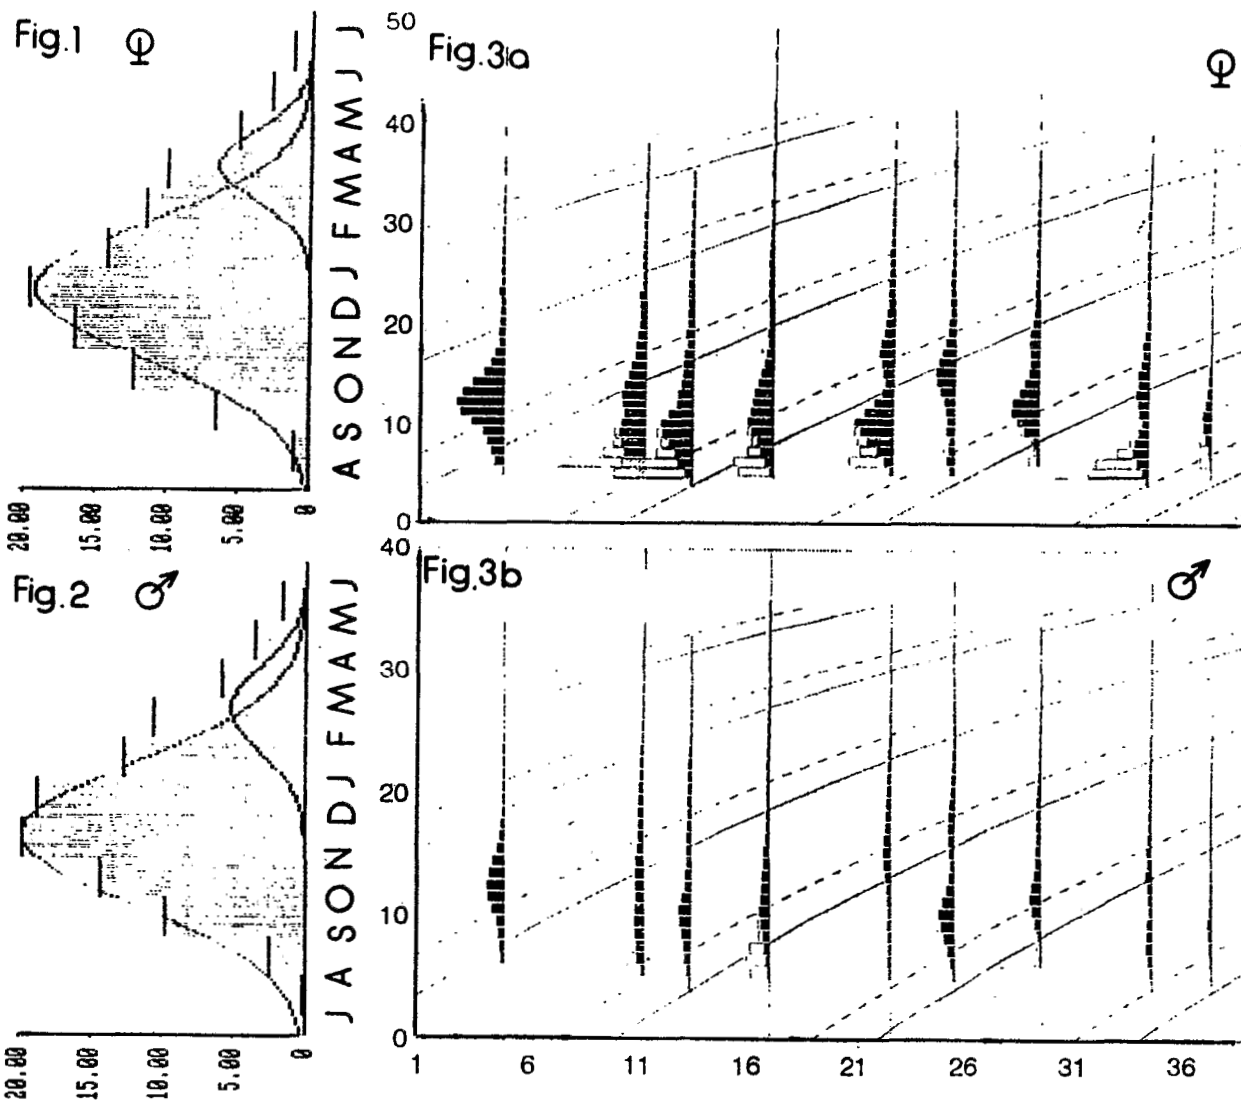 Fig.1 ♀
20.00 15.00 10.00 5.00 0
A S O N D J F M A M J J
Fig.3a ♀
50
40
30
20
10
0
Fig.2 ♂
20.00 15.00 10.00 5.00 0
J A S O N D J F M A M J
Fig.3b ♂
40
30
20
10
0
1 6 11 16 21 26 31 36